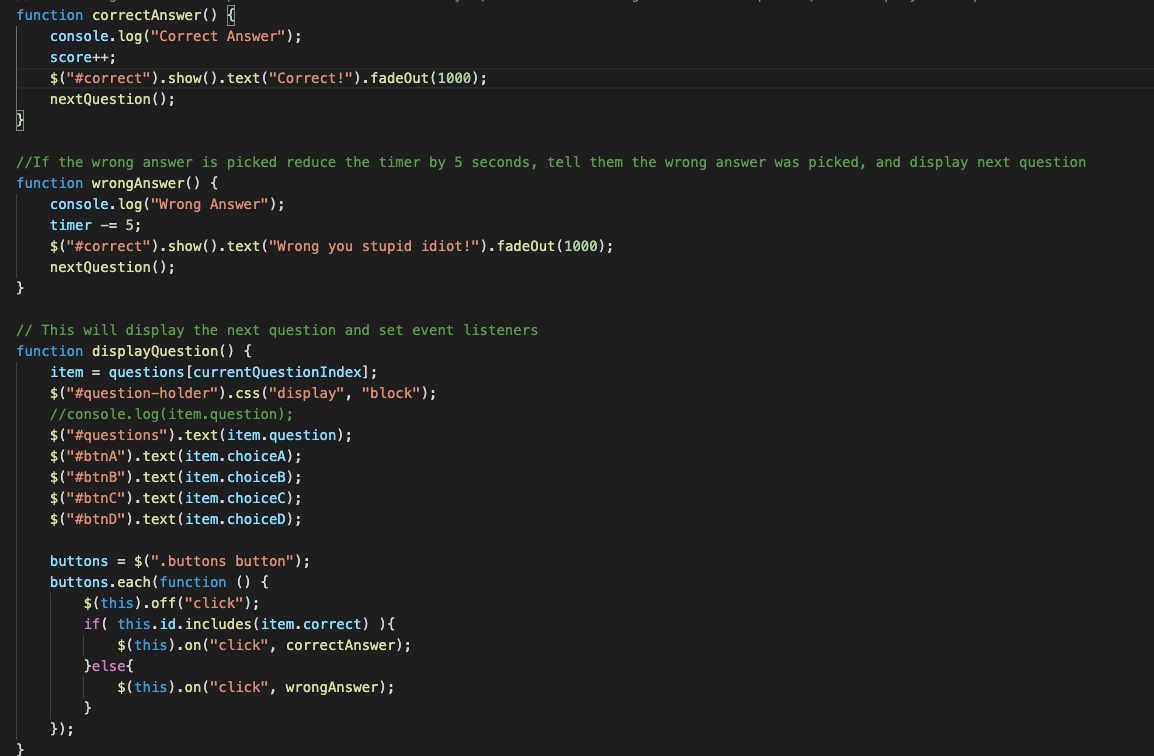 function correctAnswer() {
    console.log("Correct Answer");
    score++;
    $("#correct").show().text("Correct!").fadeOut(1000);
    nextQuestion();
}

//If the wrong answer is picked reduce the timer by 5 seconds, tell them the wrong answer was picked, and display next question
function wrongAnswer() {
    console.log("Wrong Answer");
    timer -= 5;
    $("#correct").show().text("Wrong you stupid idiot!").fadeOut(1000);
    nextQuestion();
}

// This will display the next question and set event listeners
function displayQuestion() {
    item = questions[currentQuestionIndex];
    $("#question-holder").css("display", "block");
    //console.log(item.question);
    $("#questions").text(item.question);
    $("#btnA").text(item.choiceA);
    $("#btnB").text(item.choiceB);
    $("#btnC").text(item.choiceC);
    $("#btnD").text(item.choiceD);

    buttons = $(".buttons button");
    buttons.each(function () {
        $(this).off("click");
        if( this.id.includes(item.correct) ){
            $(this).on("click", correctAnswer);
        }else{
            $(this).on("click", wrongAnswer);
        }
    });
}